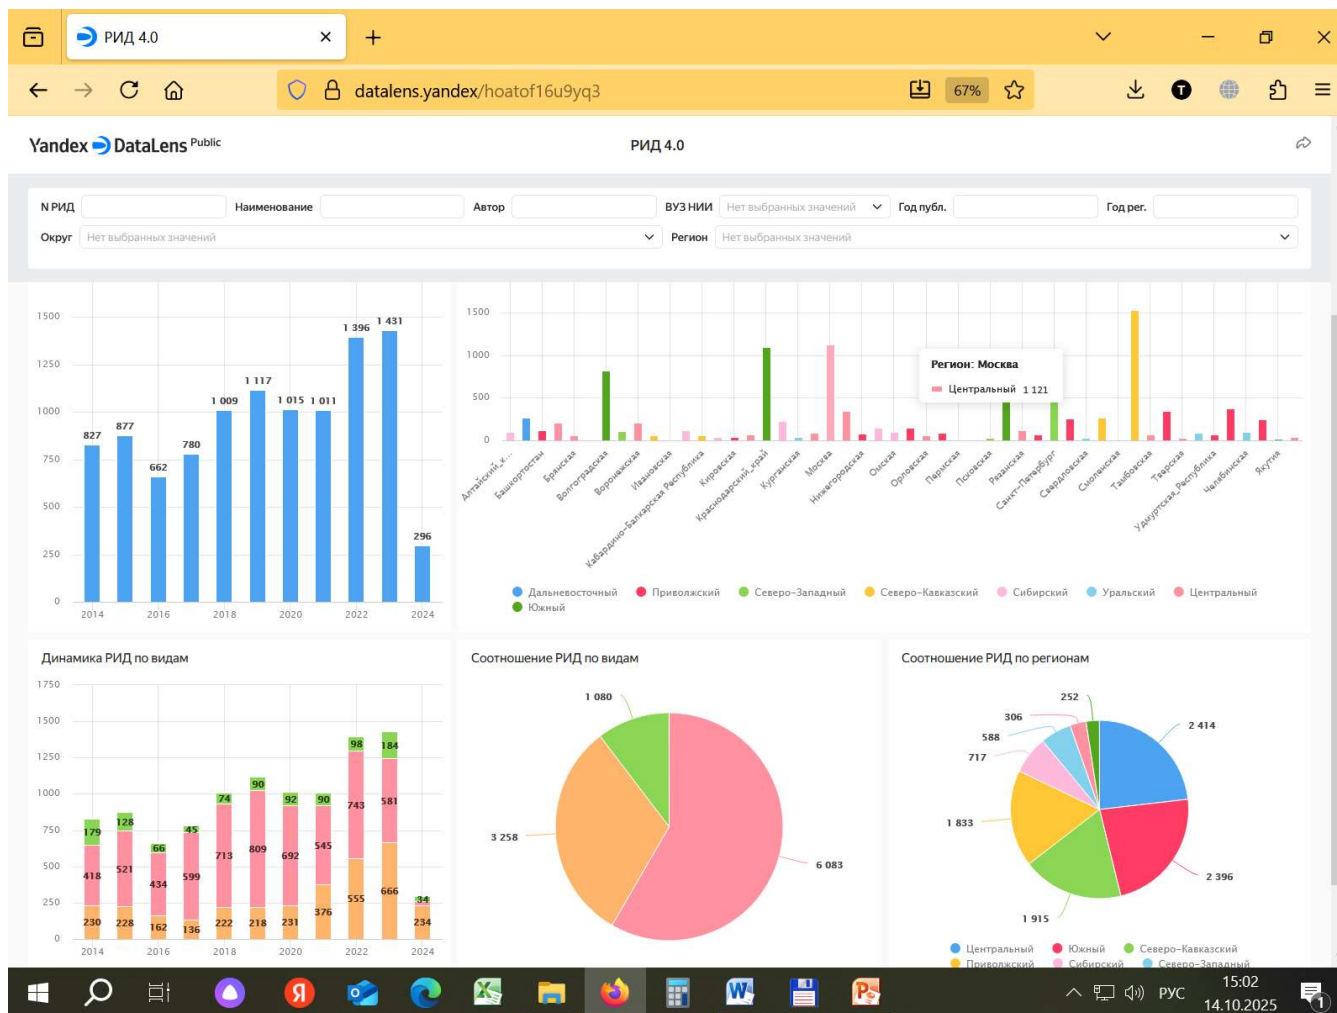 РИД 4.0
datalens.yandex/hoatof16u9yq3
67%
T
Yandex DataLens Public
РИД 4.0
N РИД
Наименование
Автор
ВУЗ НИИ Нет выбранных значений
Год публ.
Год рег.
Округ Нет выбранных значений
Регион Нет выбранных значений
1500
1250
1000
750
500
250
0
827
877
662
780
1 009
1 117
1 015
1 011
1 396
1 431
296
2014
2016
2018
2020
2022
2024
1500
1000
500
0
Регион: Москва
Центральный 1 121
Алтайский_к...
Башкортостан
Брянская
Волгоградская
Воронежская
Ивановская
Кабардино-Балкарская Республика
Кировская
Краснодарский_край
Курганская
Москва
Нижегородская
Омская
Орловская
Пермская
Псковская
Рязанская
Санкт-Петербург
Свердловская
Смоленская
Тамбовская
Тверская
Удмуртская_Республика
Челябинская
Якутия
Дальневосточный
Приволжский
Северо-Западный
Северо-Кавказский
Сибирский
Уральский
Центральный
Южный
Динамика РИД по видам
1750
1500
1250
1000
750
500
250
0
179
418
230
128
521
228
66
434
162
45
599
136
74
713
222
90
809
218
92
692
231
90
545
376
98
743
555
184
581
666
34
234
2014
2016
2018
2020
2022
2024
Соотношение РИД по видам
1 080
3 258
6 083
Соотношение РИД по регионам
252
306
588
717
1 833
1 915
2 396
2 414
Центральный
Южный
Северо-Кавказский
Приволжский
Сибирский
Северо-Западный
РУС
15:02
14.10.2025
1